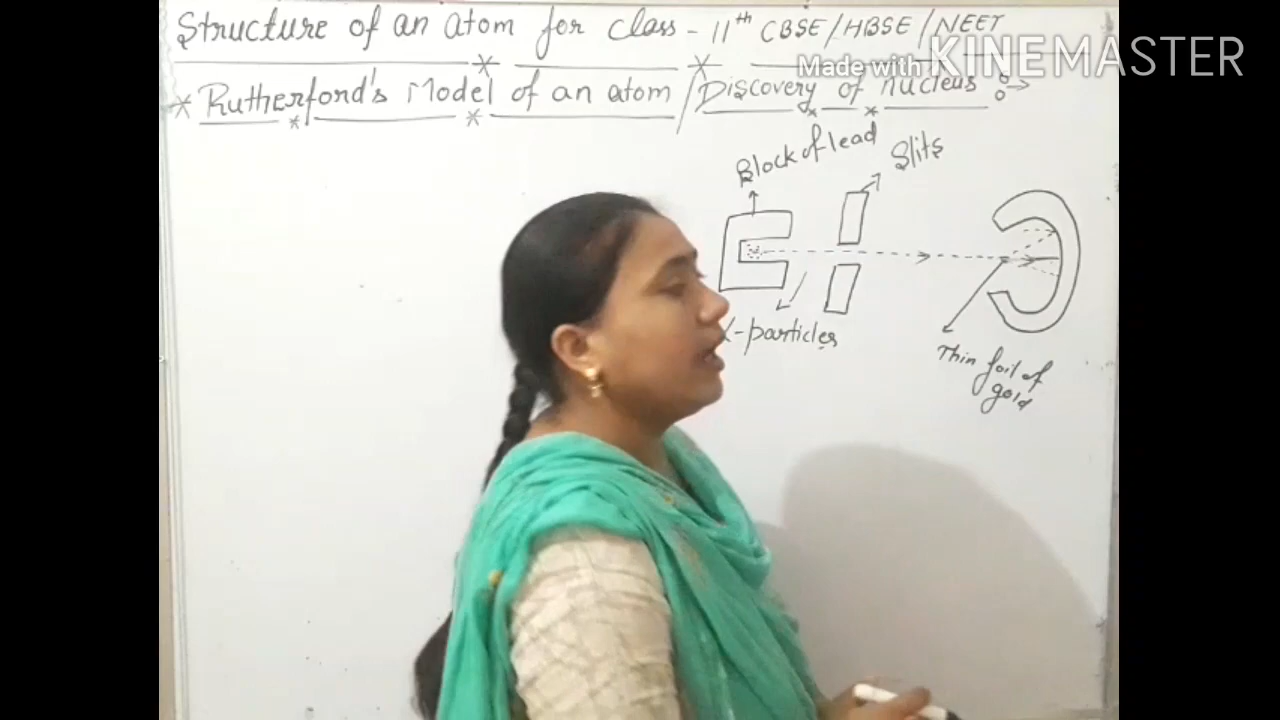 Structure of an atom for class - 11th CBSE/HBSE/NEET
Made with KINEMASTER
* Rutherford's Model of an atom / Discovery of nucleus :→
Block of lead
Slits
α-particles
Thin foil of
gold